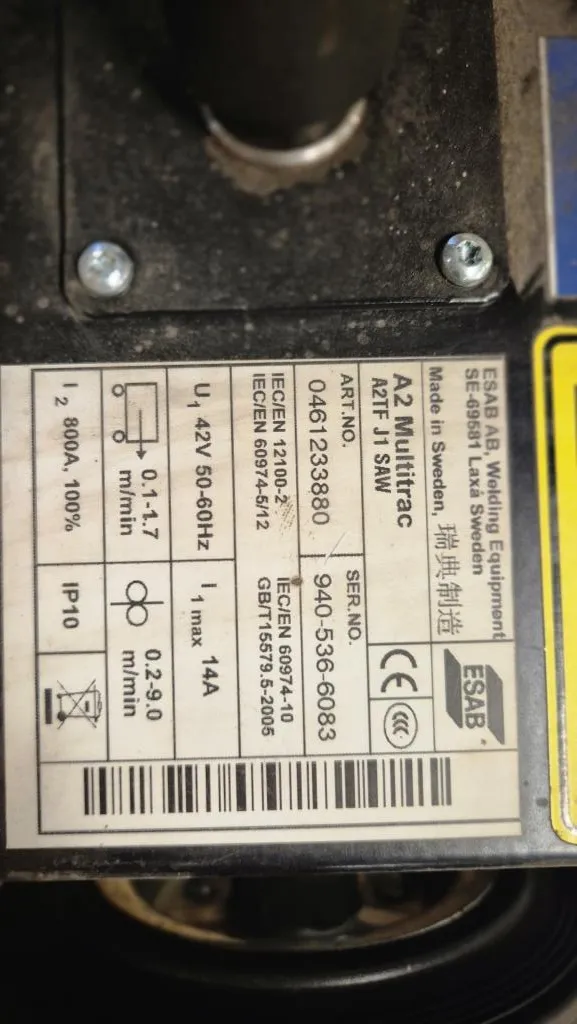 ESAB AB, Welding Equipment
SE-69581 Laxå Sweden
ESAB
Made in Sweden, 瑞典制造
A2 Multitrac
A2TF J1 SAW
CE
CCC
ART.NO.
SER.NO.
0461233880
940-536-6083
IEC/EN 12100-2
IEC/EN 60974-10
IEC/EN 60974-5/12
GB/T15579.5-2005
U1 42V 50-60Hz
I1 max 14A
0.1-1.7
m/min
0.2-9.0
m/min
I2 800A, 100%
IP10